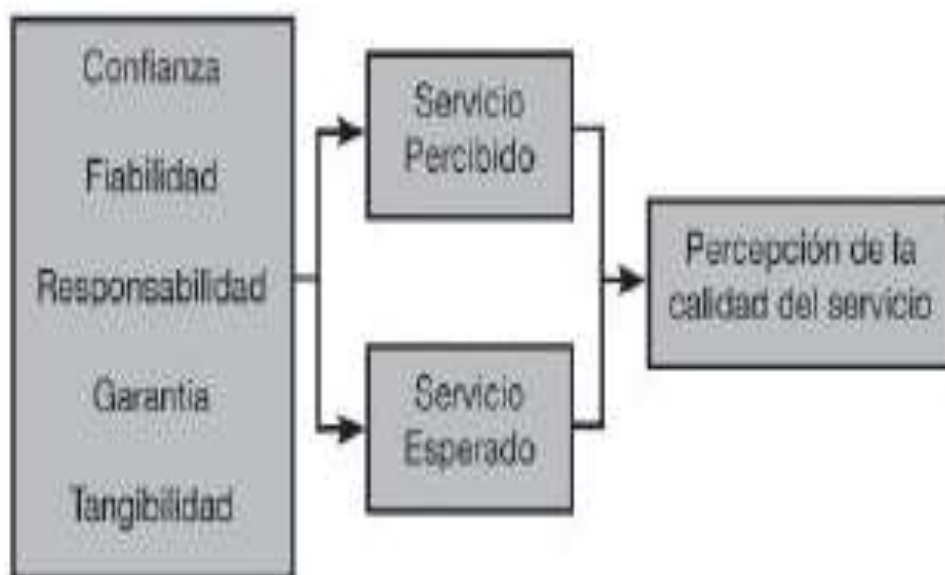 Confianza
Fiabilidad
Responsabilidad
Garantia
Tangibilidad
Servicio
Percibido
Servicio
Esperado
Percepción de la
calidad del servicio